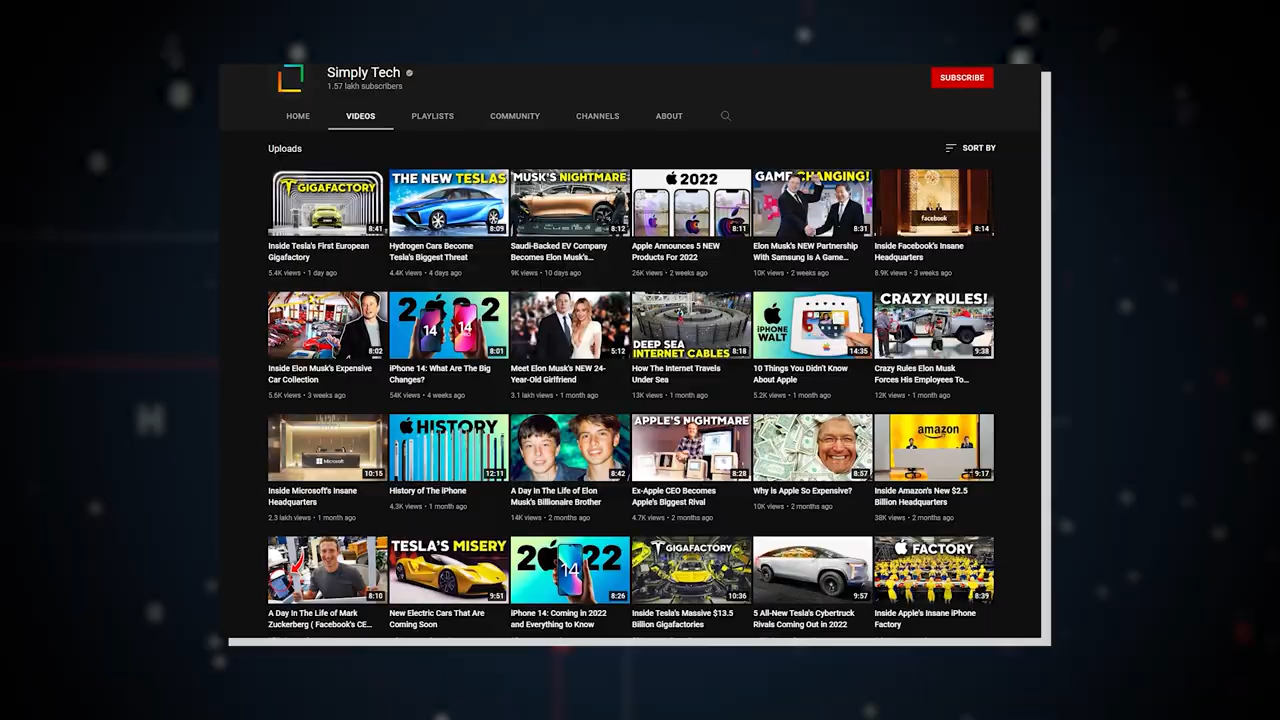 Simply Tech
1.57 lakh subscribers
SUBSCRIBE
HOME VIDEOS PLAYLISTS COMMUNITY CHANNELS ABOUT
Uploads
SORT BY
GIGAFACTORY
8:41
THE NEW TESLAS
8:09
MUSK'S NIGHTMARE
8:12
2022
8:11
GAME CHANGING!
8:31
facebook
8:14
Inside Tesla's First European
Gigafactory
5.4K views • 1 day ago
Hydrogen Cars Become
Tesla's Biggest Threat
4.4K views • 4 days ago
Saudi-Backed EV Company
Becomes Elon Musk's...
9K views • 10 days ago
Apple Announces 5 NEW
Products For 2022
26K views • 2 weeks ago
Elon Musk's NEW Partnership
With Samsung Is A Game...
10K views • 2 weeks ago
Inside Facebook's Insane
Headquarters
8.9K views • 3 weeks ago
8:02
2022
14 14
8:01
5:12
DEEP SEA
INTERNET CABLES
8:18
iPHONE
WALT
14:35
CRAZY RULES!
9:38
Inside Elon Musk's Expensive
Car Collection
5.6K views • 3 weeks ago
iPhone 14: What Are The Big
Changes?
54K views • 4 weeks ago
Meet Elon Musk's NEW 24-
Year-Old Girlfriend
3.1 lakh views • 1 month ago
How The Internet Travels
Under Sea
13K views • 1 month ago
10 Things You Didn't Know
About Apple
5.2K views • 1 month ago
Crazy Rules Elon Musk
Forces His Employees To...
12K views • 1 month ago
Microsoft
10:15
HISTORY
12:11
8:42
APPLE'S NIGHTMARE
8:28
8:57
amazon
9:17
Inside Microsoft's Insane
Headquarters
2.3 lakh views • 1 month ago
History of The iPhone
4.3K views • 1 month ago
A Day In The Life of Elon
Musk's Billionaire Brother
14K views • 2 months ago
Ex-Apple CEO Becomes
Apple's Biggest Rival
4.7K views • 2 months ago
Why is Apple So Expensive?
10K views • 2 months ago
Inside Amazon's New $2.5
Billion Headquarters
38K views • 2 months ago
8:10
TESLA'S MISERY
9:51
2022
14
8:26
GIGAFACTORY
10:36
9:57
FACTORY
8:39
A Day In The Life of Mark
Zuckerberg ( Facebook's CE...
New Electric Cars That Are
Coming Soon
iPhone 14: Coming in 2022
and Everything to Know
Inside Tesla's Massive $13.5
Billion Gigafactories
5 All-New Tesla's Cybertruck
Rivals Coming Out in 2022
Inside Apple's Insane iPhone
Factory
H